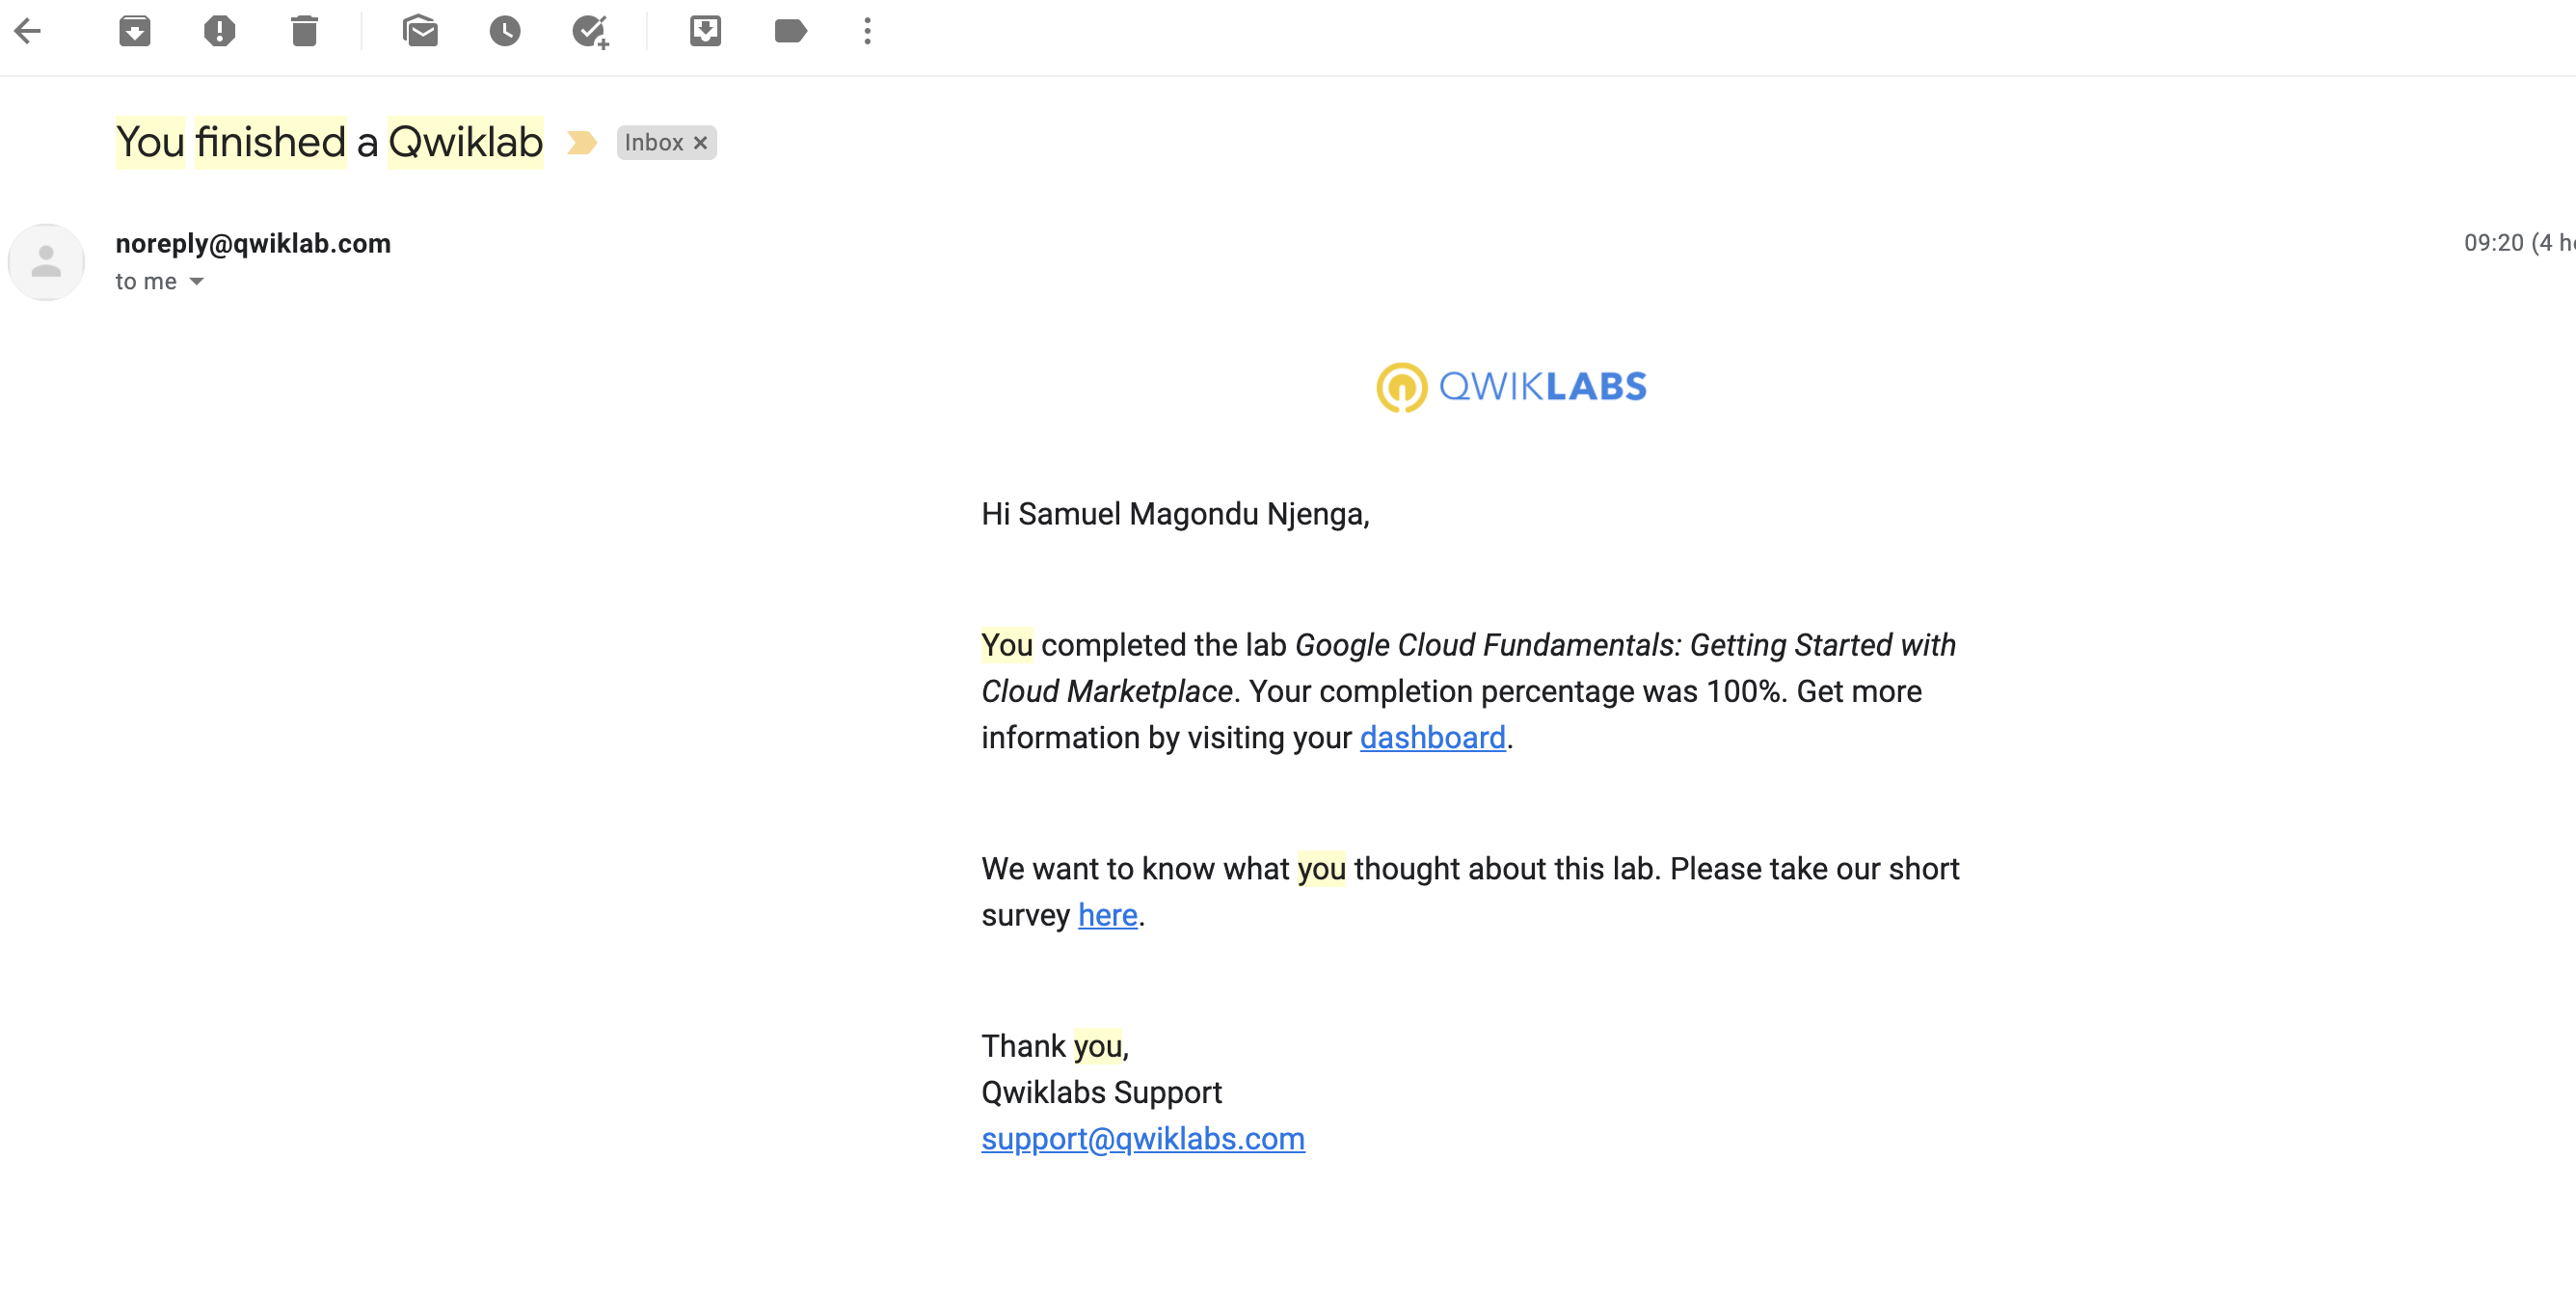 You finished a Qwiklab Inbox ×
noreply@qwiklab.com
09:20 (4
to me
QWIKLABS
Hi Samuel Magondu Njenga,
You completed the lab Google Cloud Fundamentals: Getting Started with
Cloud Marketplace. Your completion percentage was 100%. Get more
information by visiting your dashboard.
We want to know what you thought about this lab. Please take our short
survey here.
Thank you,
Qwiklabs Support
support@qwiklabs.com